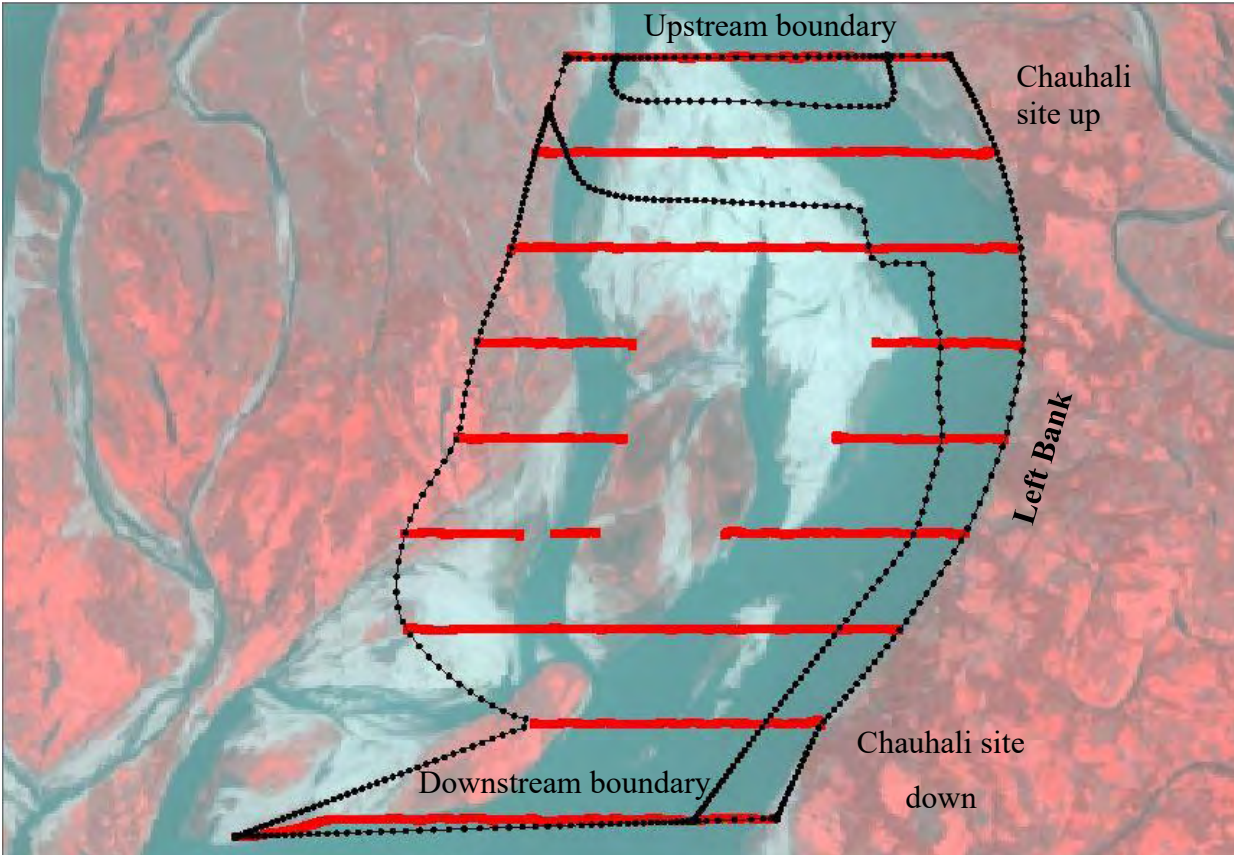 Upstream boundary
Chauhali
site up
Left Bank
Chauhali site
down
Downstream boundary